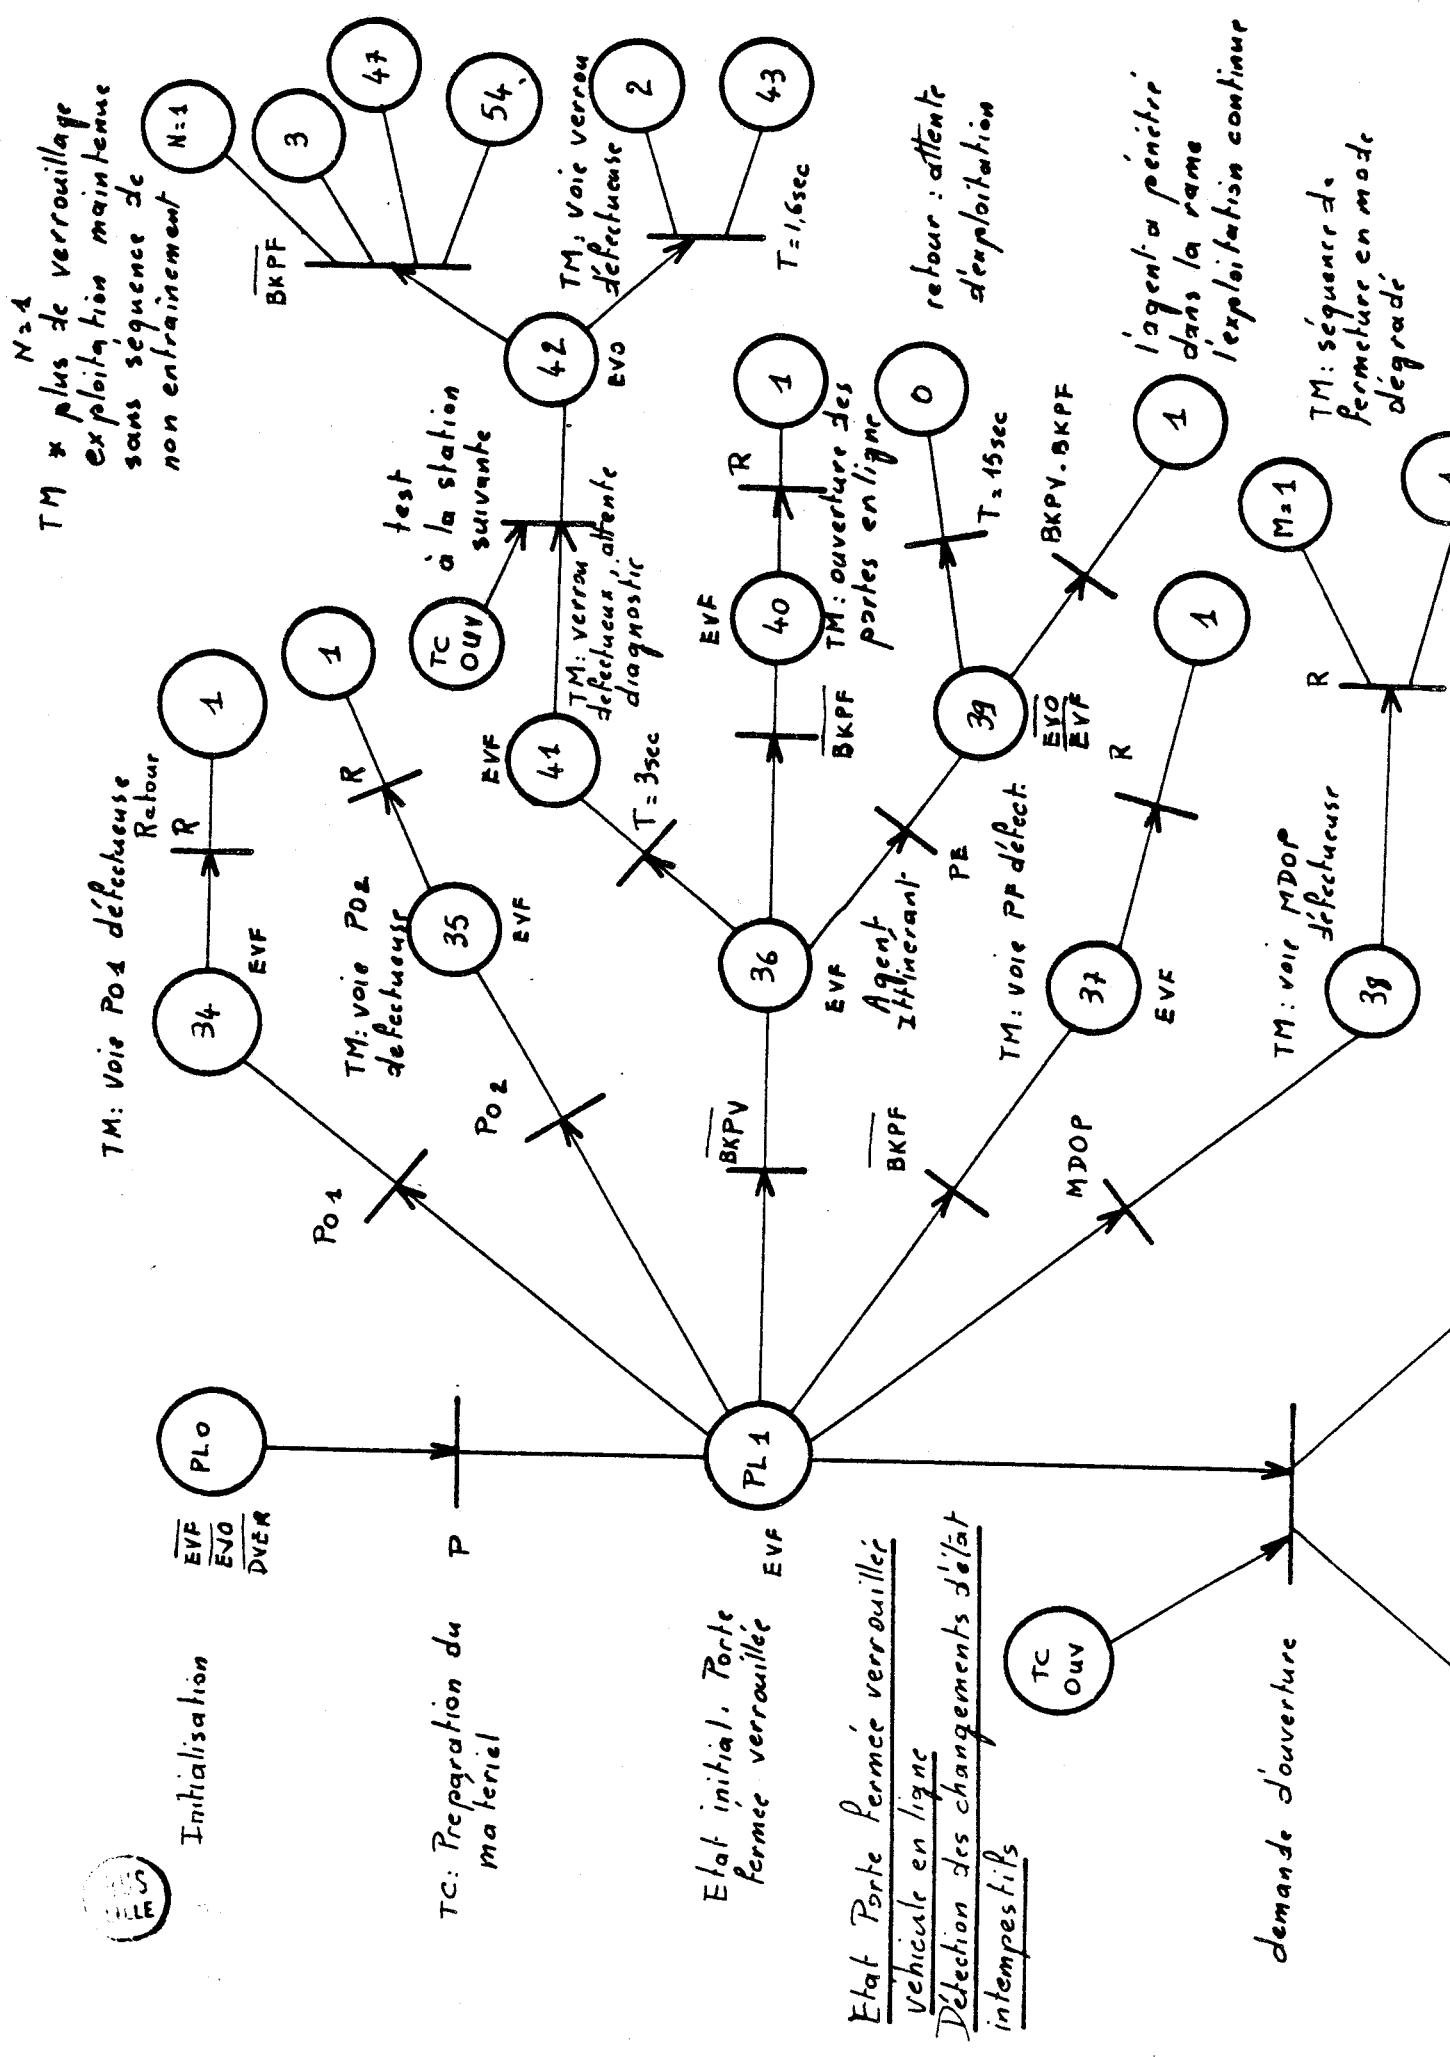 TM * plus de verrouillage
N=1
exploitation maintenue
sans séquence de
non entrainement
N=1
3
47
54
BKPF
TM: voie verrou
défectueuse
2
43
T=1,6sec
42
EVO
test
à la station
suivante
TC
OUV
TM: verrou
defectueux, attente
diagnostic
41
EVF
T=3sec
TM: voie PO1 défectueuse
Retour
R
1
34
EVF
PO1
TM: voie PO2
defectueuse
R
1
35
EVF
PO2
BKPV
36
EVF
BKPF
40
EVF
R
1
TM: ouverture des
portes en ligne
Agent
Itinérant
PE
39
EVO
EVF
T=15sec
0
retour: attente
d'exploitation
BKPV.BKPF
1
l'agent a pénétré
dans la rame
l'exploitation continue
TM: voie PF défect.
BKPF
37
EVF
R
1
TM: voie MDOP
défectueuse
MDOP
38
R
M=1
1
TM: séquence de
fermeture en mode
dégradé
Initialisation
EVF
EVO
DVER
PL0
TC: Préparation du
materiel
P
Etat initial. Porte
fermée verrouillée
EVF
PL1
Etat Porte fermée verrouillée
véhicule en ligne
Détection des changements d'état
intempestifs
TC
OUV
demande d'ouverture